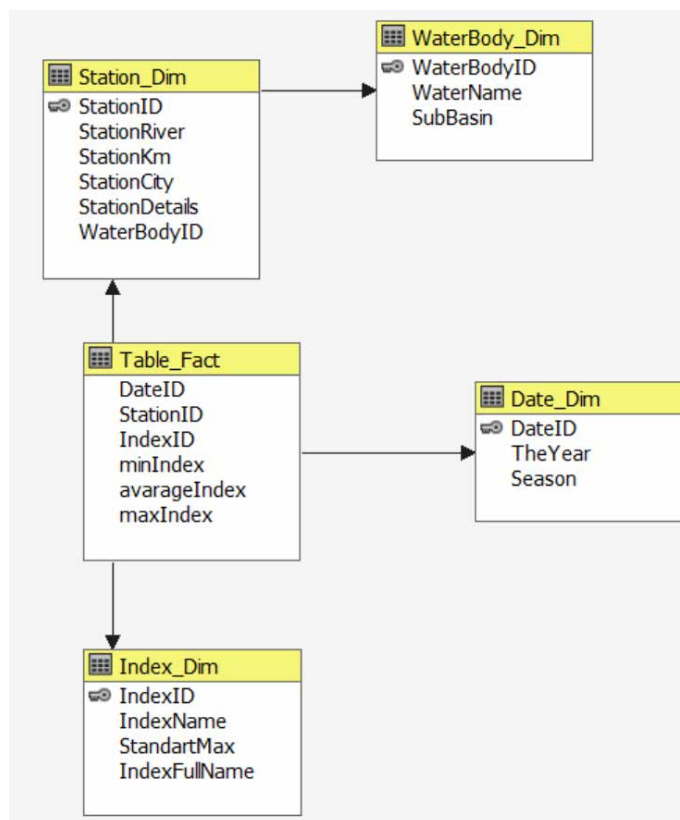 Station_Dim
StationID
StationRiver
StationKm
StationCity
StationDetails
WaterBodyID
WaterBody_Dim
WaterBodyID
WaterName
SubBasin
Table_Fact
DateID
StationID
IndexID
minIndex
avarageIndex
maxIndex
Date_Dim
DateID
TheYear
Season
Index_Dim
IndexID
IndexName
StandartMax
IndexFullName